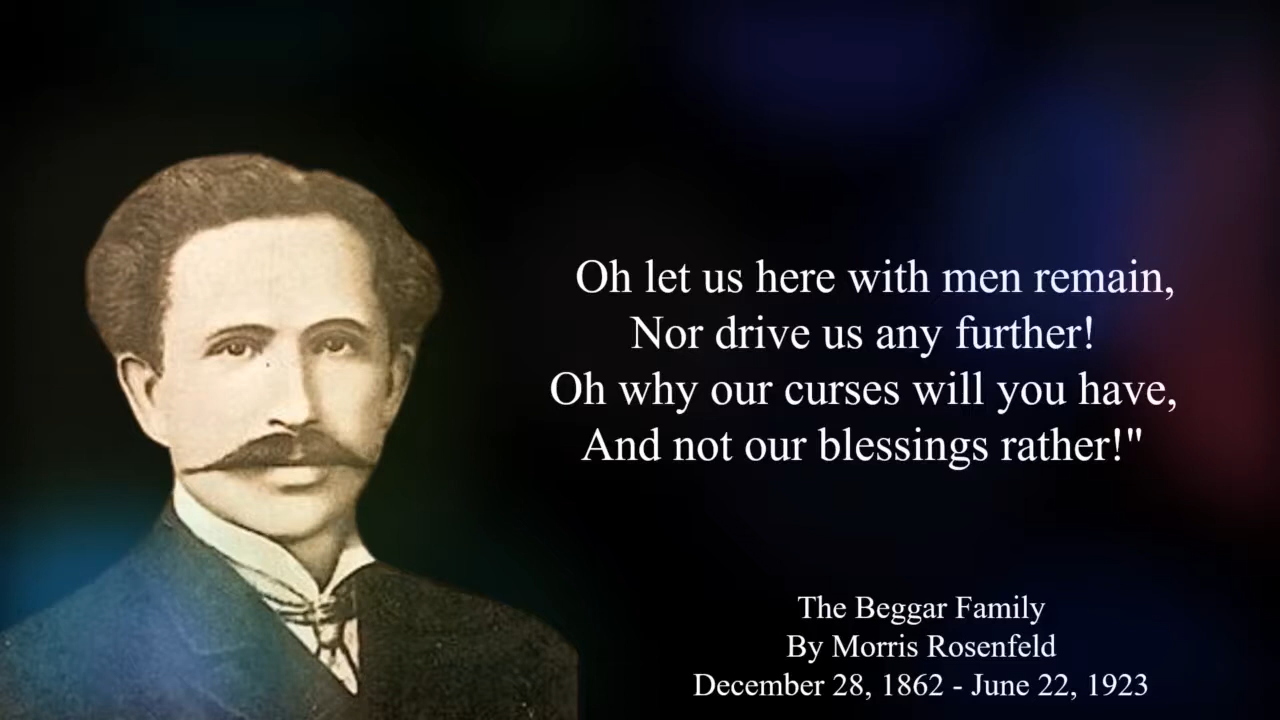 Oh let us here with men remain,
Nor drive us any further!
Oh why our curses will you have,
And not our blessings rather!"
The Beggar Family
By Morris Rosenfeld
December 28, 1862 - June 22, 1923